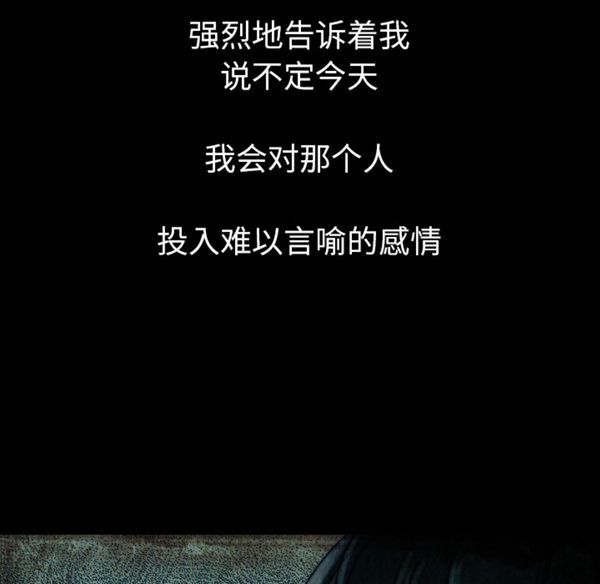 强烈地告诉着我
说不定今天
我会对那个人
投入难以言喻的感情